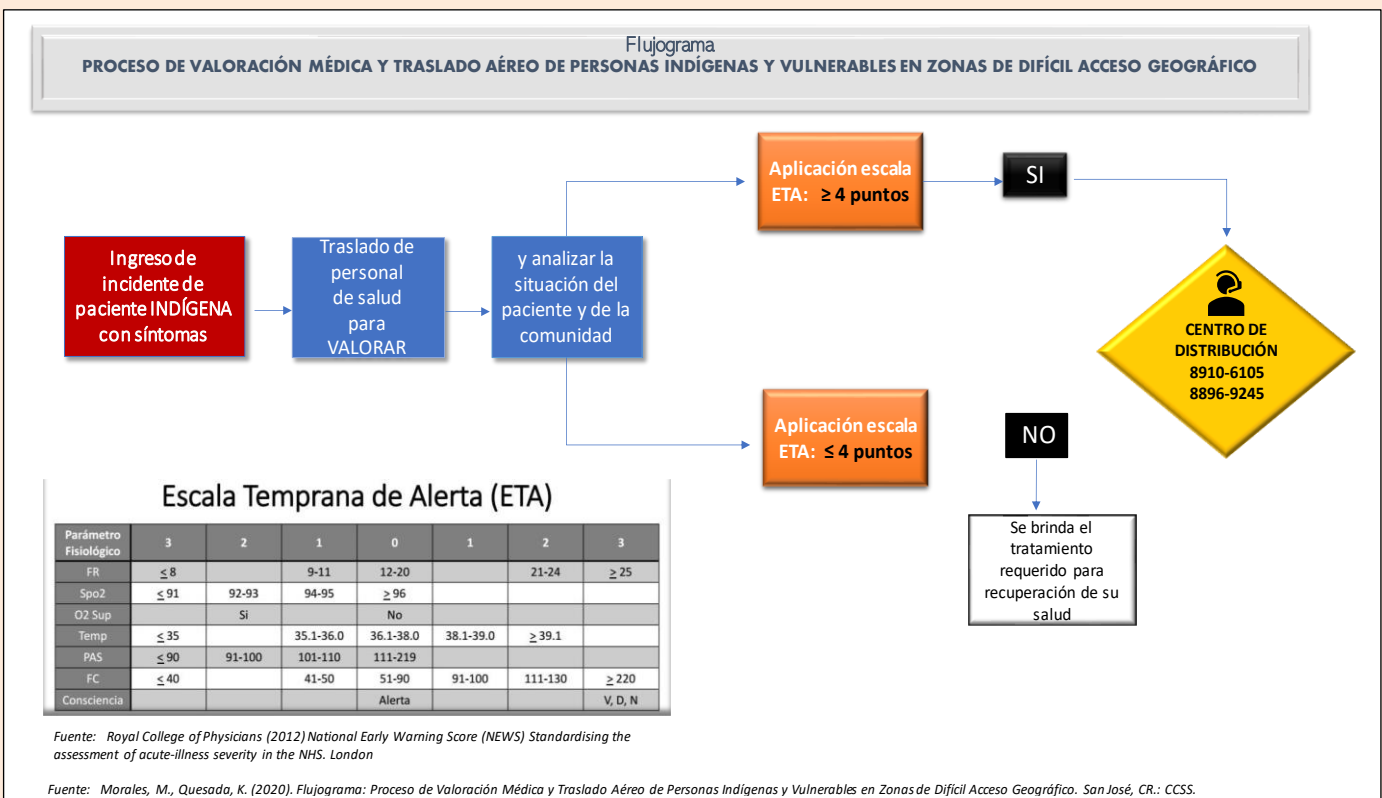 Flujograma
PROCESO DE VALORACIÓN MÉDICA Y TRASLADO AÉREO DE PERSONAS INDÍGENAS Y VULNERABLES EN ZONAS DE DIFÍCIL ACCESO GEOGRÁFICO
Ingreso de
incidente de
paciente INDÍGENA
con síntomas
Traslado de
personal
de salud
para
VALORAR
y analizar la
situación del
paciente y de la
comunidad
Aplicación escala
ETA: ≥ 4 puntos
SI
CENTRO DE
DISTRIBUCIÓN
8910-6105
8896-9245
Aplicación escala
ETA: ≤ 4 puntos
NO
Se brinda el
tratamiento
requerido para
recuperación de su
salud
Escala Temprana de Alerta (ETA)
Parámetro
Fisiológico 3 2 1 0 1 2 3
FR ≤ 8 9-11 12-20 21-24 ≥ 25
Spo2 ≤ 91 92-93 94-95 ≥ 96
O2 Sup Si No
Temp ≤ 35 35.1-36.0 36.1-38.0 38.1-39.0 ≥ 39.1
PAS ≤ 90 91-100 101-110 111-219
FC ≤ 40 41-50 51-90 91-100 111-130 ≥ 220
Consciencia Alerta V, D, N
Fuente: Royal College of Physicians (2012) National Early Warning Score (NEWS) Standardising the
assessment of acute-illness severity in the NHS. London
Fuente: Morales, M., Quesada, K. (2020). Flujograma: Proceso de Valoración Médica y Traslado Aéreo de Personas Indígenas y Vulnerables en Zonas de Difícil Acceso Geográfico. San José, CR.: CCSS.